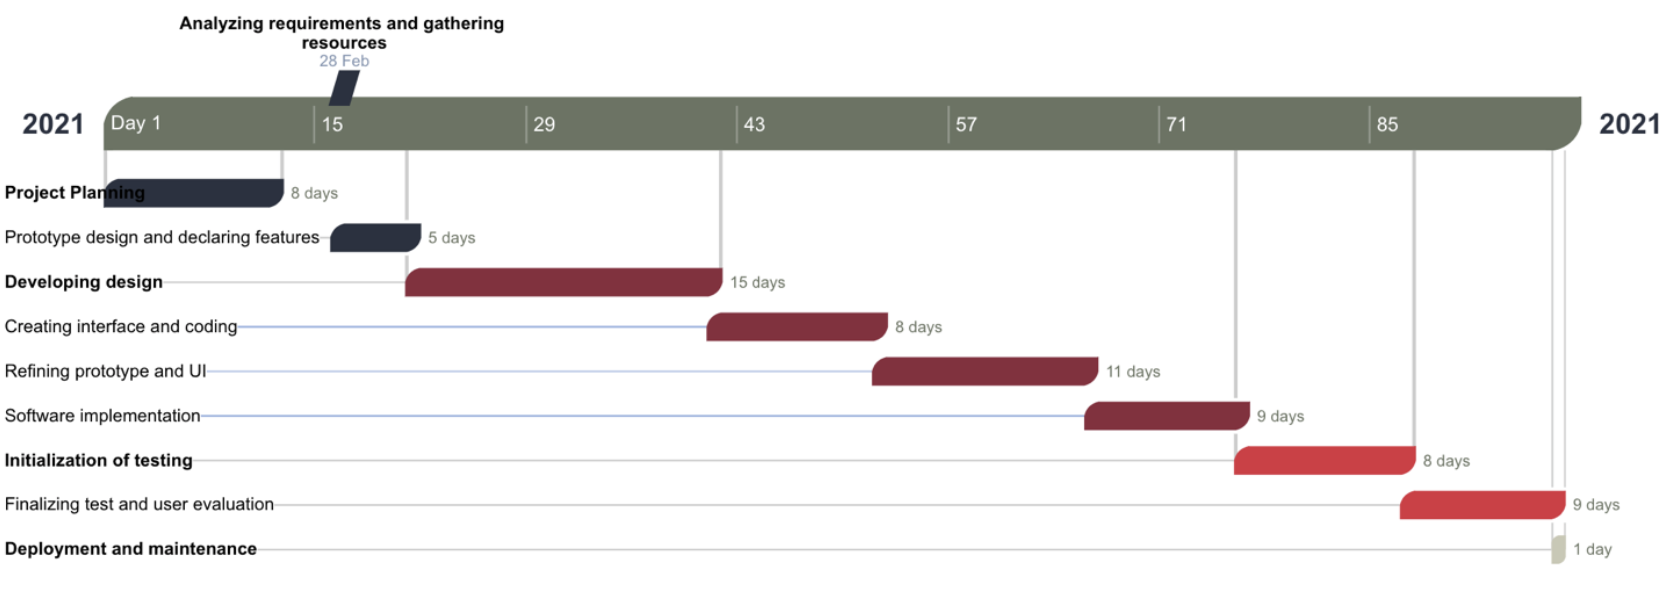 Analyzing requirements and gathering
resources
28 Feb
2021 Day 1 15 29 43 57 71 85 2021
Project Planning 8 days
Prototype design and declaring features 5 days
Developing design 15 days
Creating interface and coding 8 days
Refining prototype and UI 11 days
Software implementation 9 days
Initialization of testing 8 days
Finalizing test and user evaluation 9 days
Deployment and maintenance 1 day